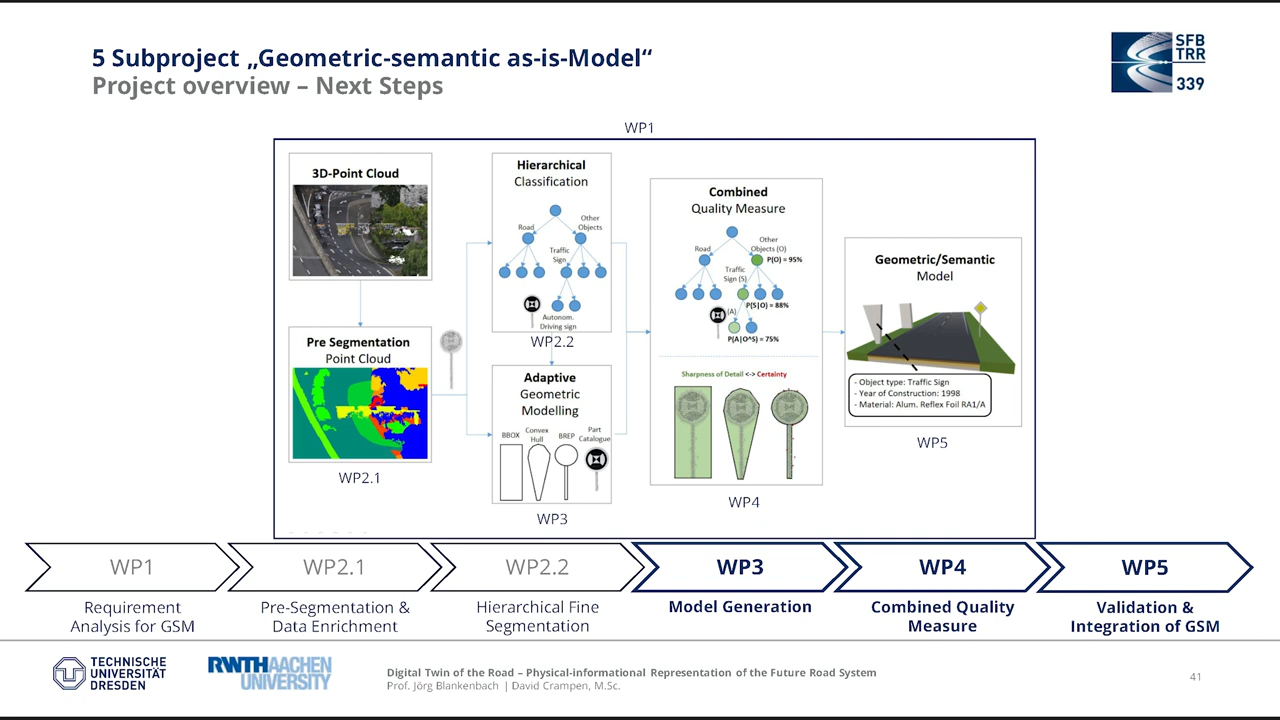 5 Subproject „Geometric-semantic as-is-Model“
Project overview – Next Steps
SFB
TRR
339
WP1
3D-Point Cloud
Pre Segmentation
Point Cloud
WP2.1
Hierarchical
Classification
Road
Other
Objects
Traffic
Sign
Autonom.
Driving sign
WP2.2
Adaptive
Geometric
Modelling
BBOX
Convex
Hull
BREP
Part
Catalogue
WP3
Combined
Quality Measure
Road
Other
Objects (O)
P(O) = 95%
Traffic
Sign (S)
P(S|O) = 88%
(A)
P(A|O^S) = 75%
Sharpness of Detail <-> Certainty
WP4
Geometric/Semantic
Model
- Object type: Traffic Sign
- Year of Construction: 1998
- Material: Alum. Reflex Foil RA1/A
WP5
WP1
WP2.1
WP2.2
WP3
WP4
WP5
Requirement
Analysis for GSM
Pre-Segmentation &
Data Enrichment
Hierarchical Fine
Segmentation
Model Generation
Combined Quality
Measure
Validation &
Integration of GSM
TECHNISCHE
UNIVERSITÄT
DRESDEN
RWTHAACHEN
UNIVERSITY
Digital Twin of the Road – Physical-informational Representation of the Future Road System
Prof. Jörg Blankenbach | David Crampen, M.Sc.
41